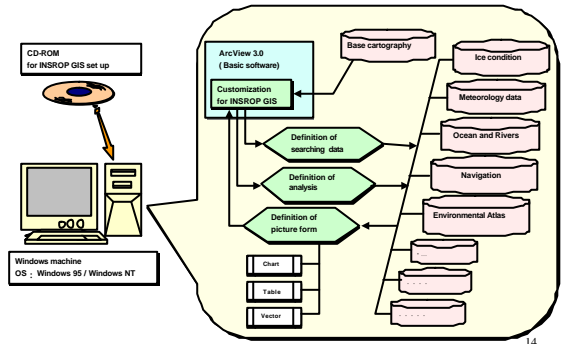 CD-ROM
for INSROP GIS set up
Windows machine
OS : Windows 95 / Windows NT
ArcView 3.0
( Basic software)
Customization
for INSROP GIS
Base cartography
Definition of
searching data
Definition of
analysis
Definition of
picture form
Chart
Table
Vector
Ice condition
Meteorology data
Ocean and Rivers
Navigation
Environmental Atlas
. ...
. . . . .
. . . . .
14